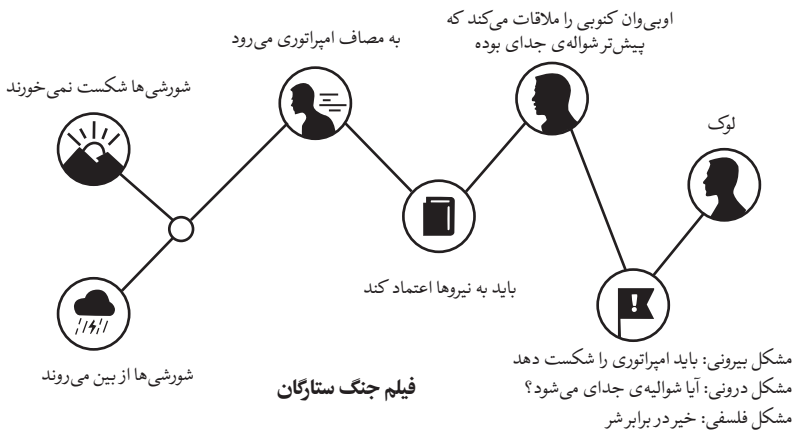 لوک
مشکل بیرونی: باید امپراتوری را شکست دهد
مشکل درونی: آیا شوالیه‌ی جدای می‌شود؟
مشکل فلسفی: خیر در برابر شر
اوبی‌وان کنوبی را ملاقات می‌کند که
پیش‌تر شواله‌ی جدای بوده
باید به نیروها اعتماد کند
به مصاف امپراتوری می‌رود
شورشی‌ها شکست نمی‌خورند
شورشی‌ها از بین می‌روند
فیلم جنگ ستارگان